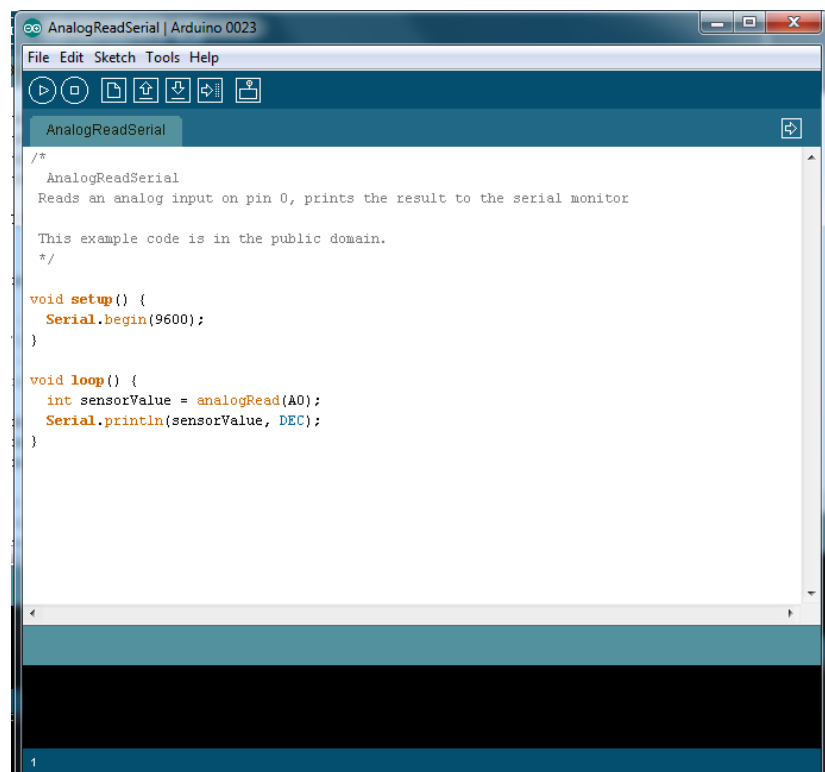 AnalogReadSerial | Arduino 0023
File Edit Sketch Tools Help
AnalogReadSerial
/*
  AnalogReadSerial
 Reads an analog input on pin 0, prints the result to the serial monitor

 This example code is in the public domain.
 */

void setup() {
  Serial.begin(9600);
}

void loop() {
  int sensorValue = analogRead(A0);
  Serial.println(sensorValue, DEC);
}
1